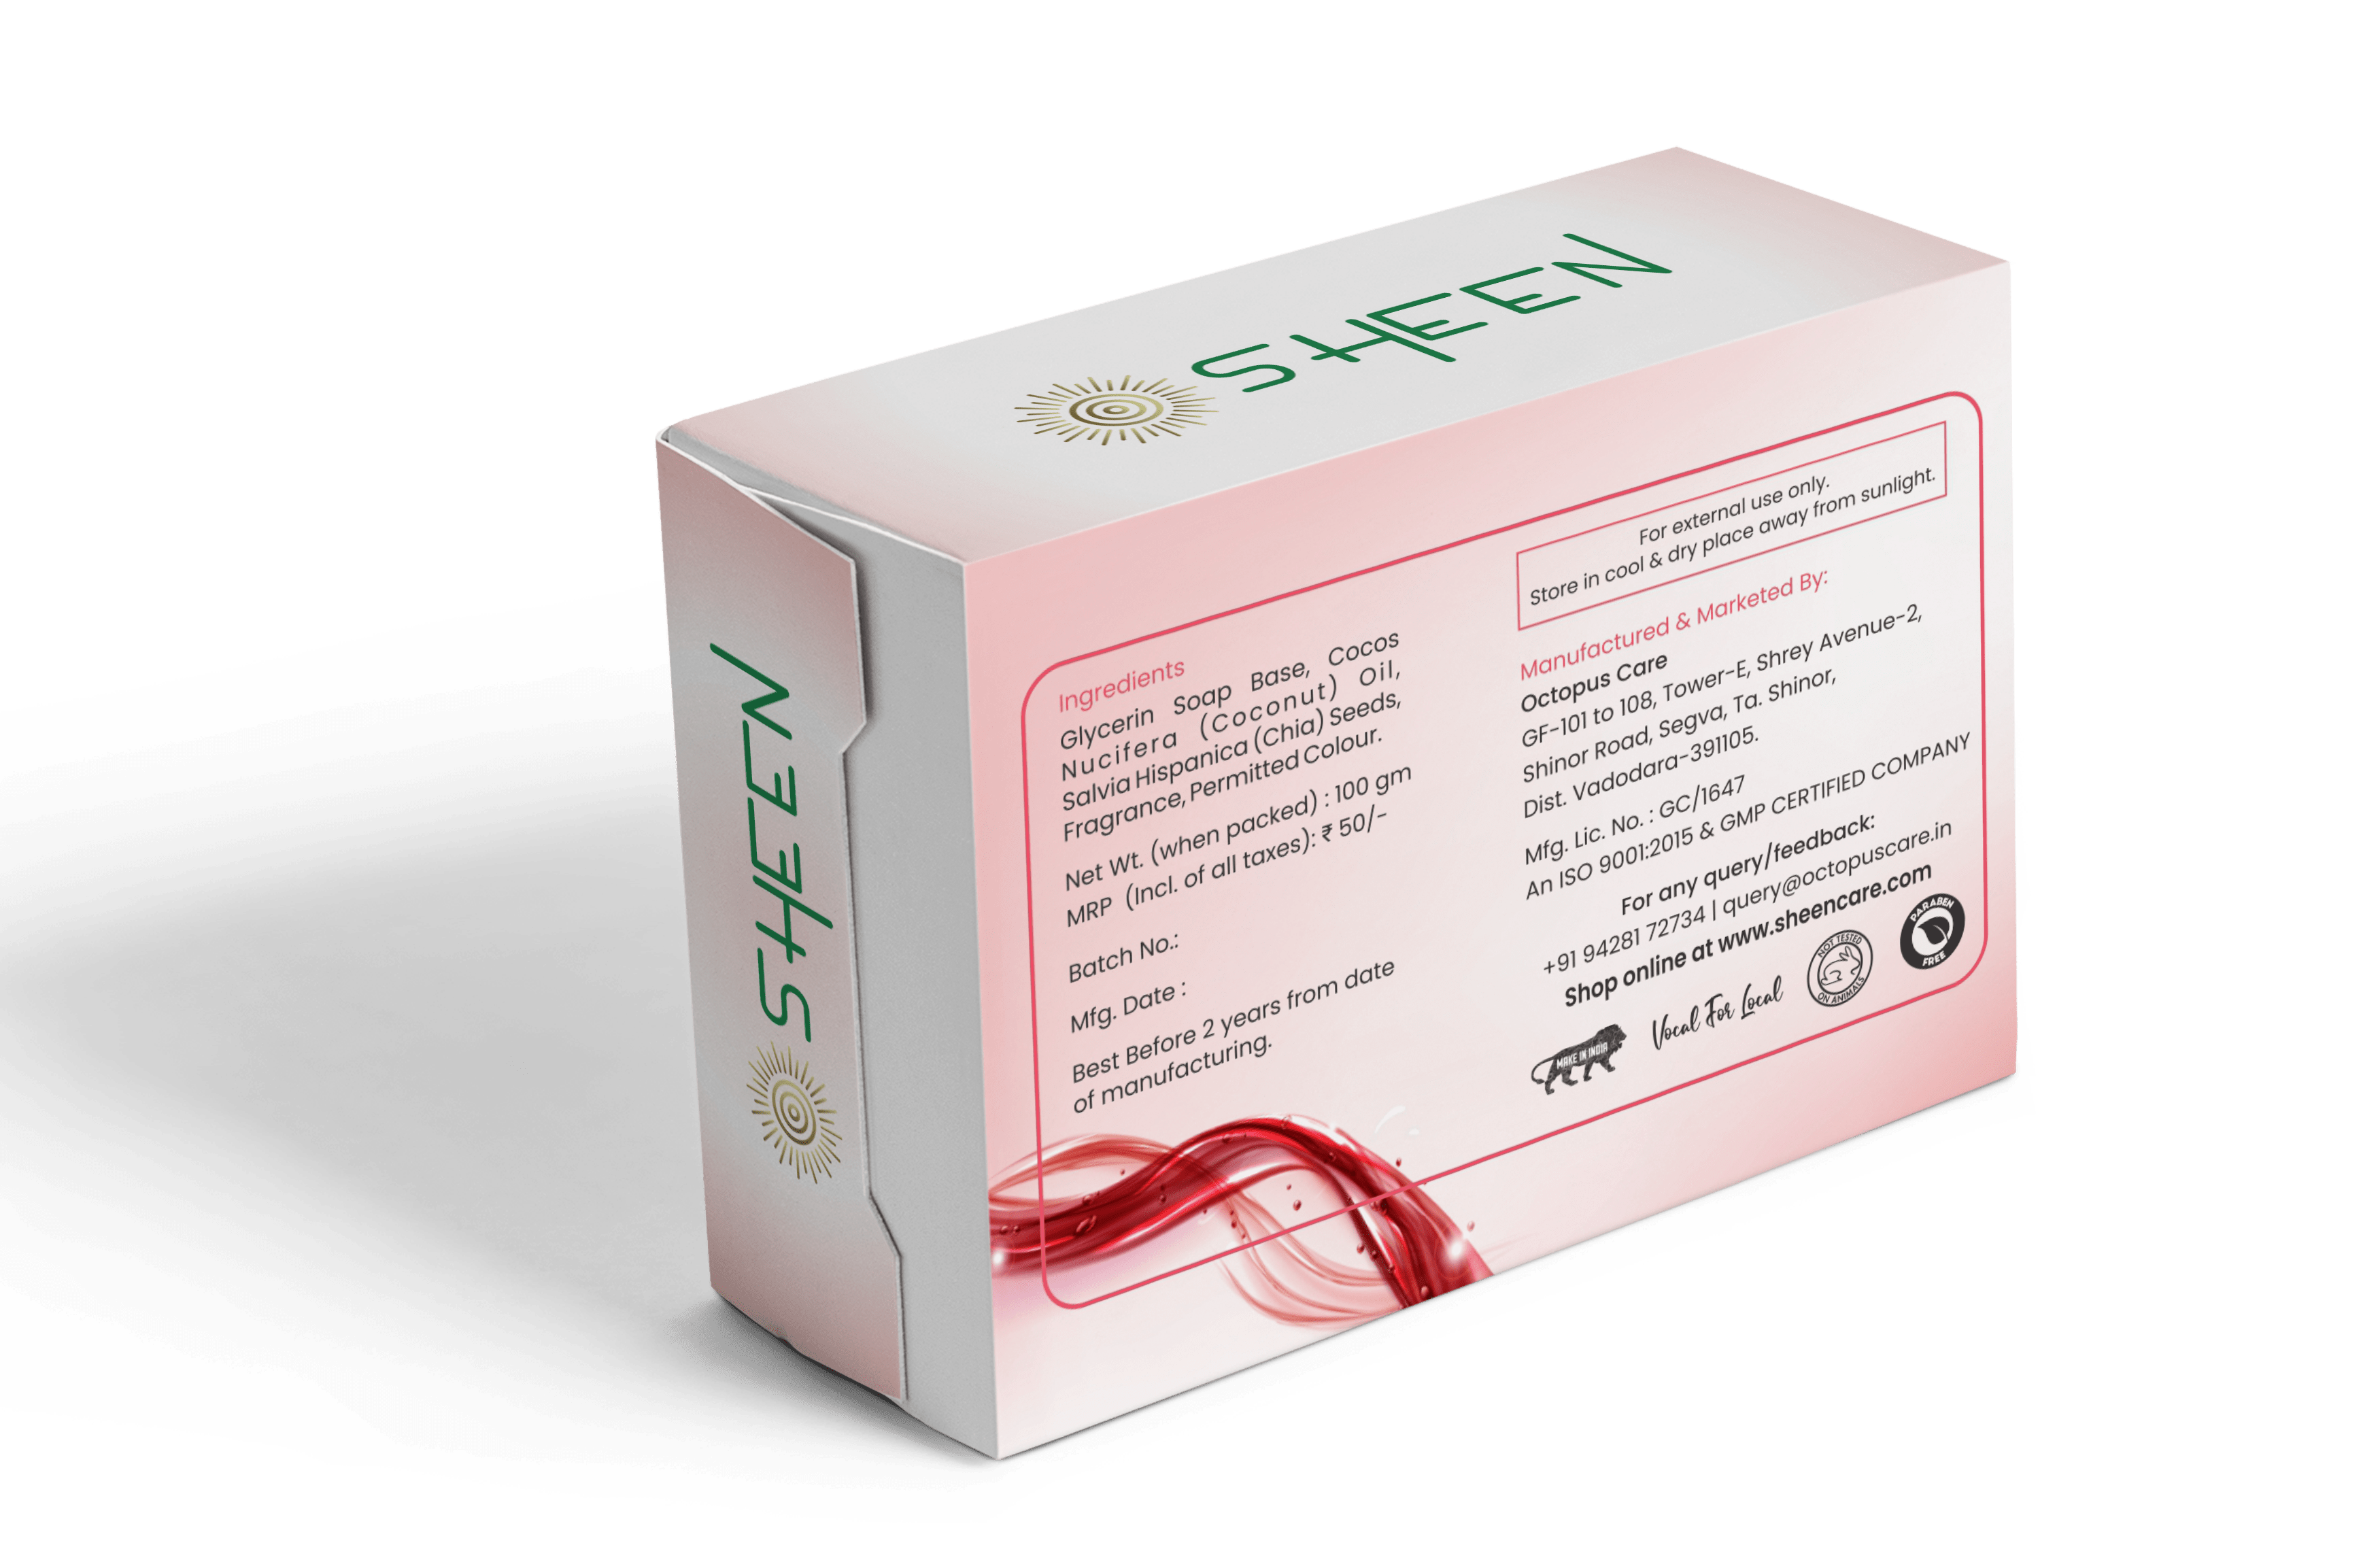 SHEEN
SHEEN
Ingredients
Glycerin Soap Base, Cocos
Nucifera (Coconut) Oil,
Salvia Hispanica (Chia) Seeds,
Fragrance, Permitted Colour.
Net Wt. (when packed) : 100 gm
MRP (Incl. of all taxes): ₹ 50/-
Batch No.:
Mfg. Date :
Best Before 2 years from date
of manufacturing.
For external use only.
Store in cool & dry place away from sunlight.
Manufactured & Marketed By:
Octopus Care
GF-101 to 108, Tower-E, Shrey Avenue-2,
Shinor Road, Segva, Ta. Shinor,
Dist. Vadodara-391105.
Mfg. Lic. No. : GC/1647
An ISO 9001:2015 & GMP CERTIFIED COMPANY
For any query/feedback:
+91 94281 72734 | query@octopuscare.in
Shop online at www.sheencare.com
MAKE IN INDIA
Vocal For Local
NOT TESTED
ON ANIMALS
PARABEN
FREE